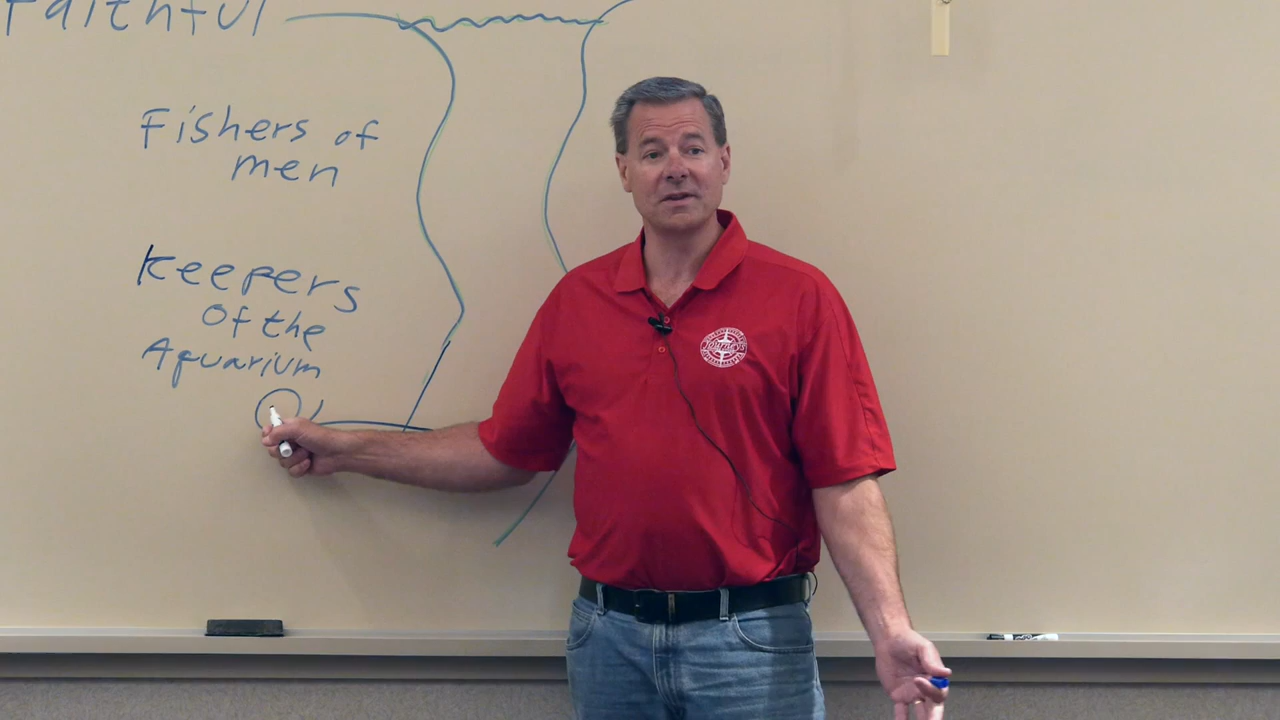 faithful
Fishers of
men
Keepers
of the
Aquarium